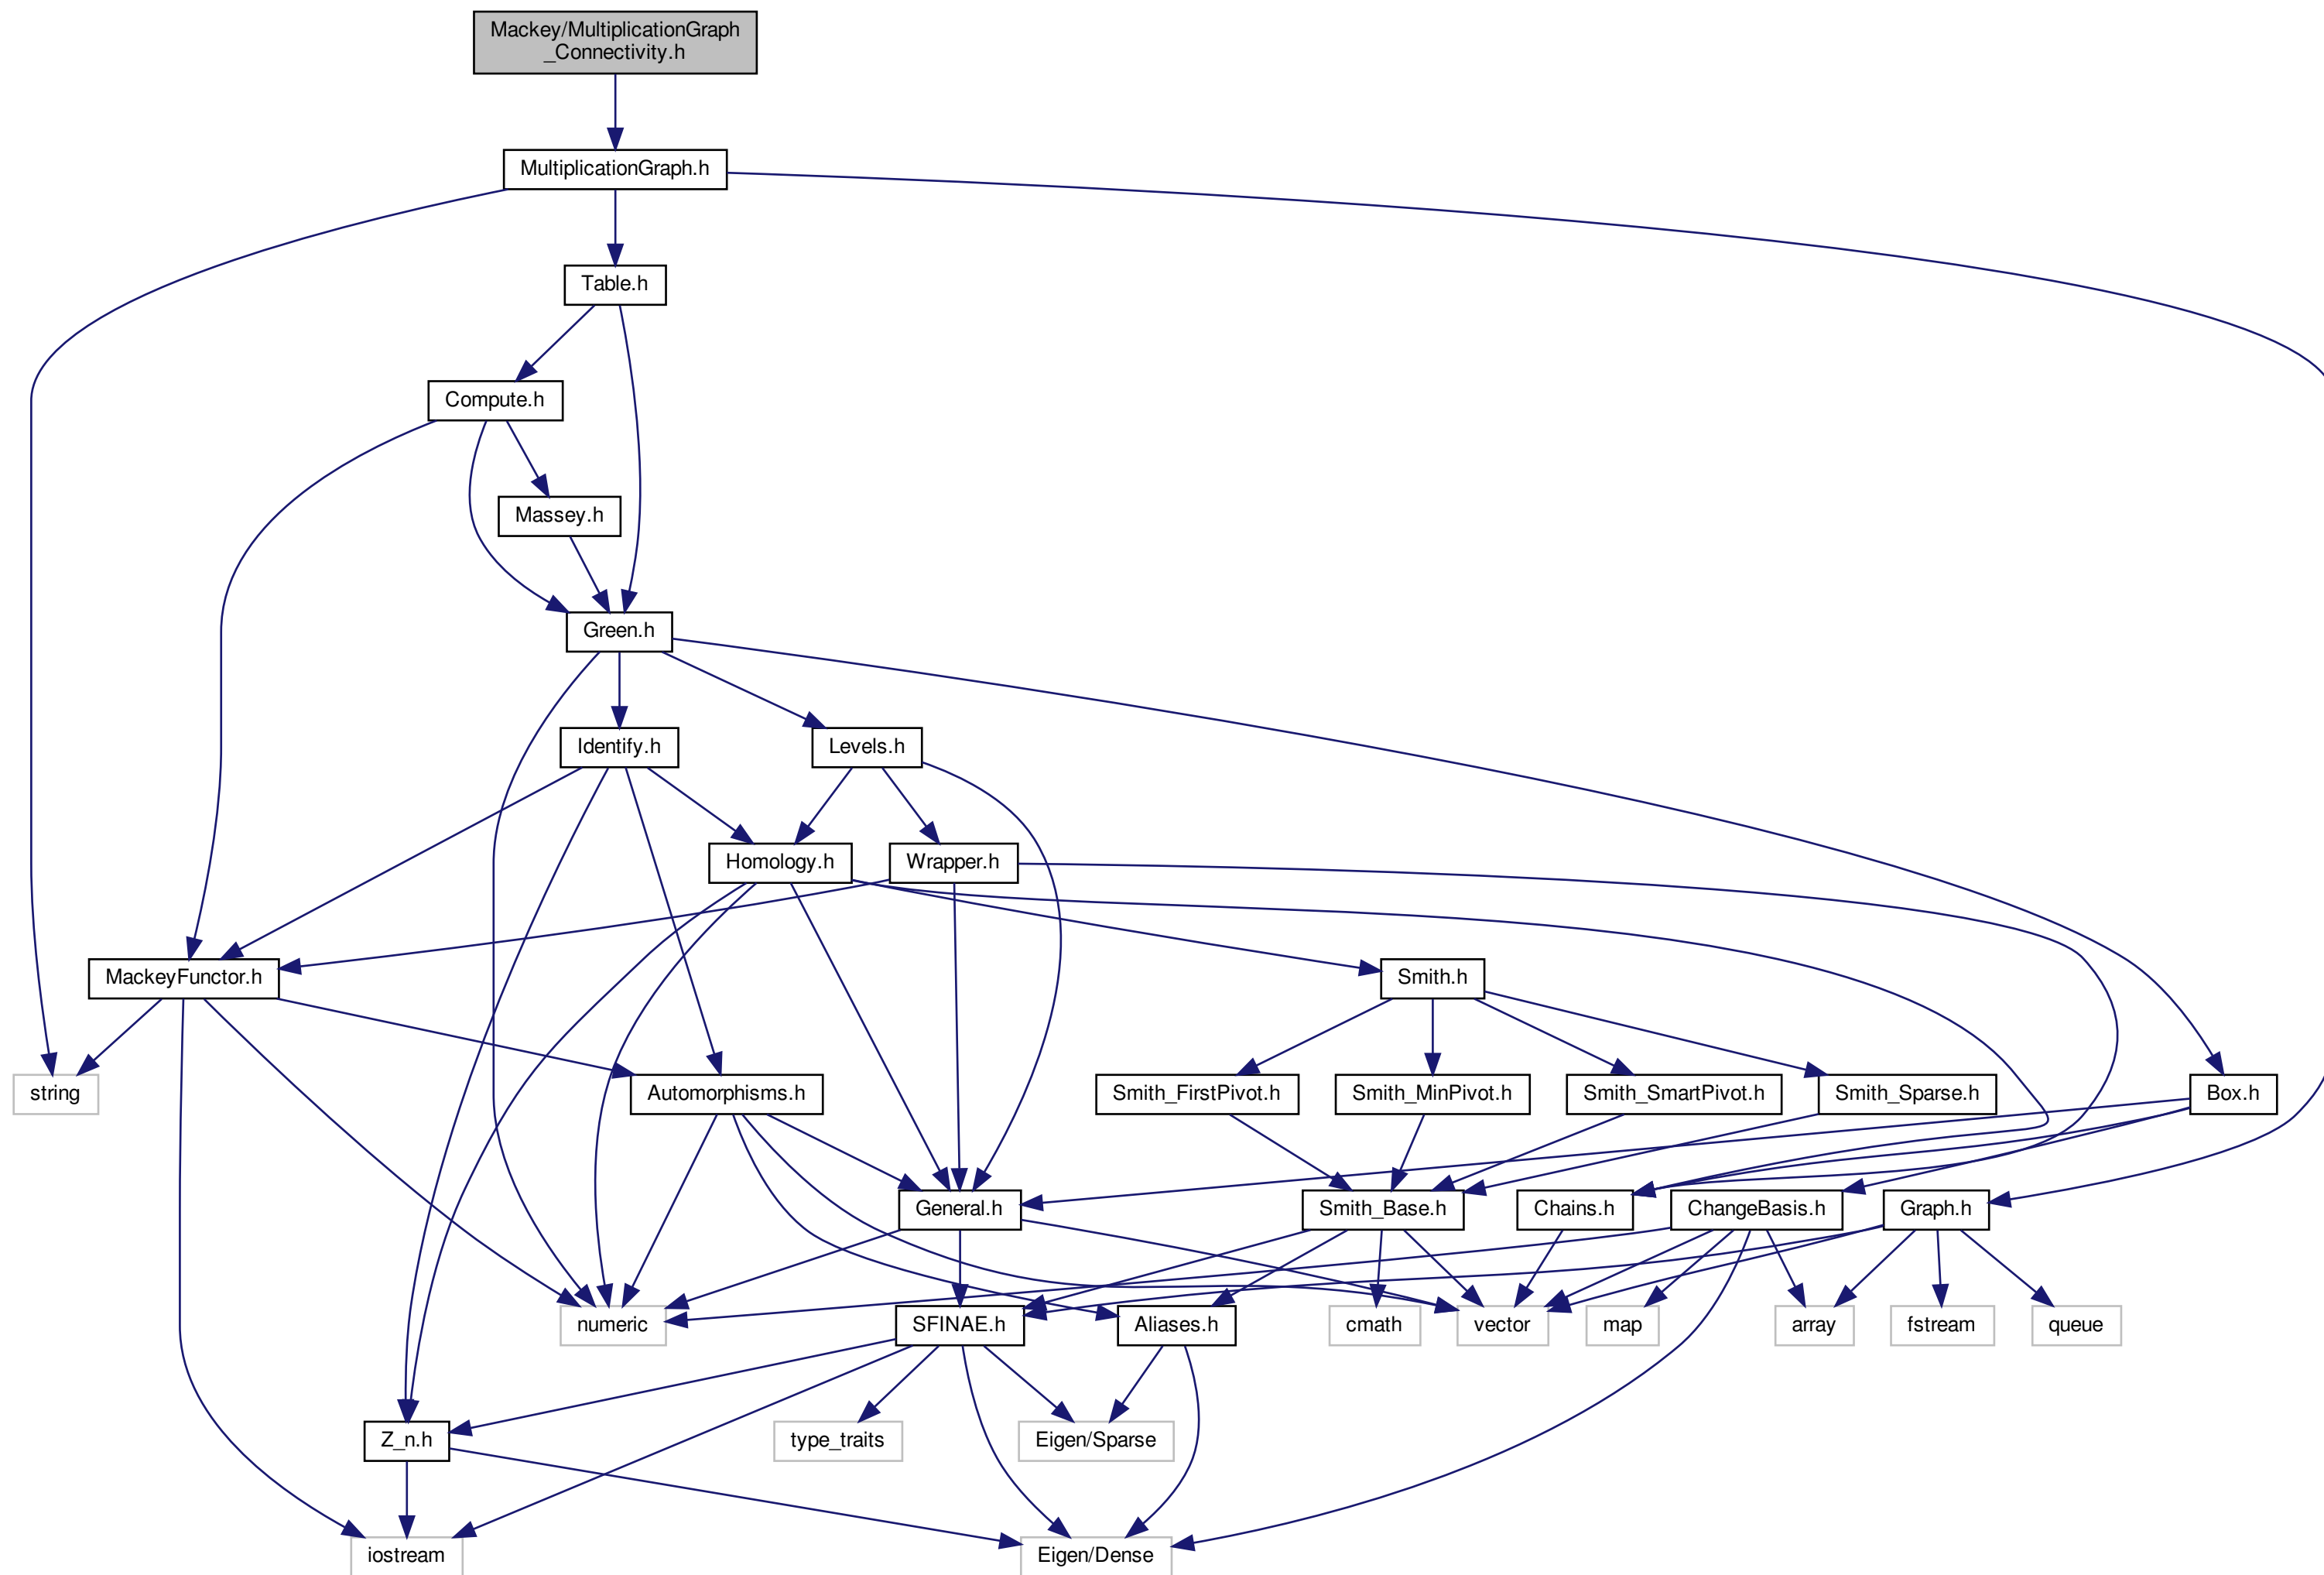 Mackey/MultiplicationGraph
_Connectivity.h
MultiplicationGraph.h
Table.h
Compute.h
Massey.h
Green.h
Identify.h
Levels.h
Homology.h
Wrapper.h
MackeyFunctor.h
Smith.h
string
Automorphisms.h
Smith_FirstPivot.h
Smith_MinPivot.h
Smith_SmartPivot.h
Smith_Sparse.h
Box.h
General.h
Smith_Base.h
Chains.h
ChangeBasis.h
Graph.h
numeric
SFINAE.h
Aliases.h
cmath
vector
map
array
fstream
queue
Z_n.h
type_traits
Eigen/Sparse
iostream
Eigen/Dense